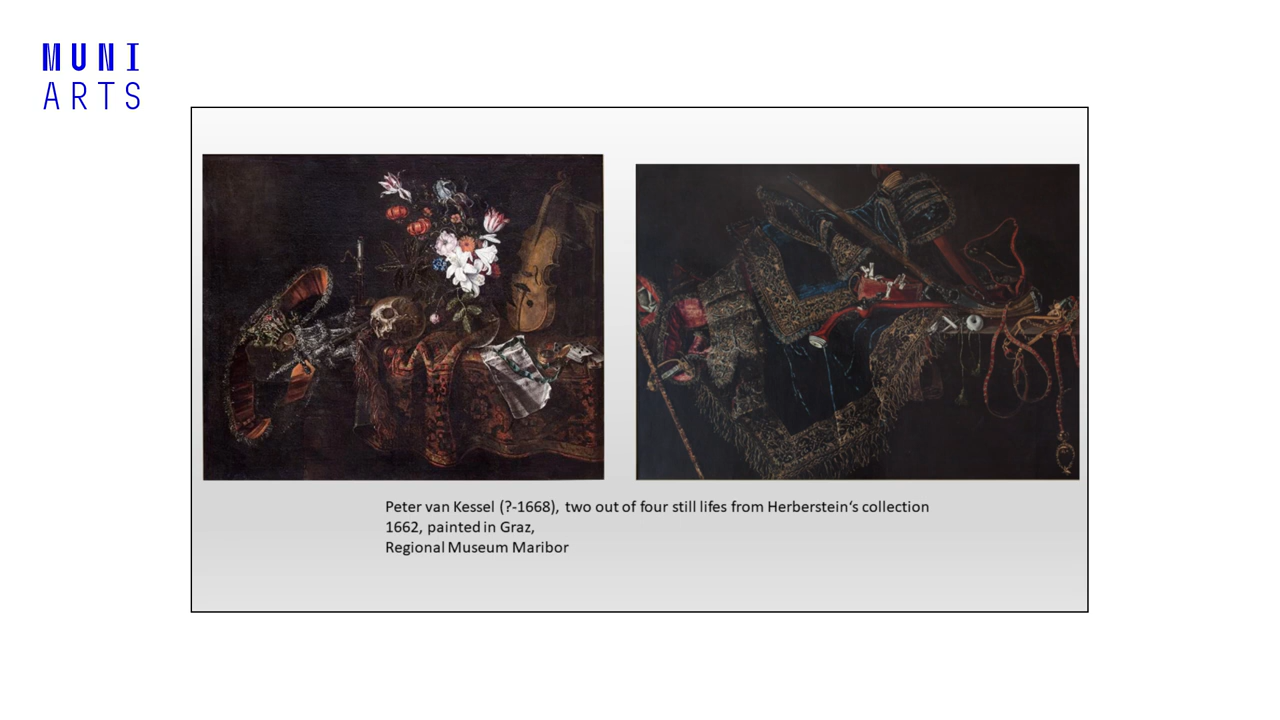 MUNI
ARTS
Peter van Kessel (?-1668), two out of four still lifes from Herberstein‘s collection
1662, painted in Graz,
Regional Museum Maribor